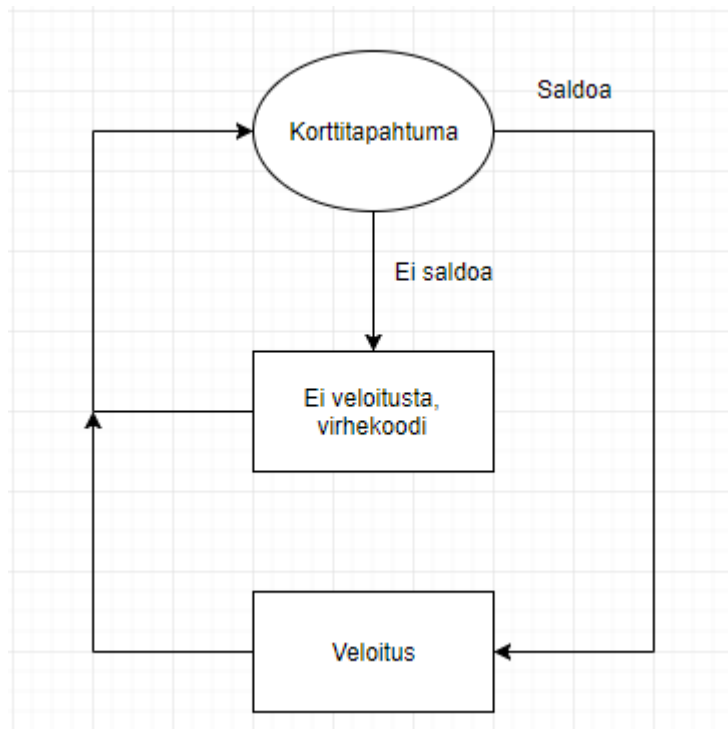 Saldoa
Korttitapahtuma
Ei saldoa
Ei veloitusta,
virhekoodi
Veloitus